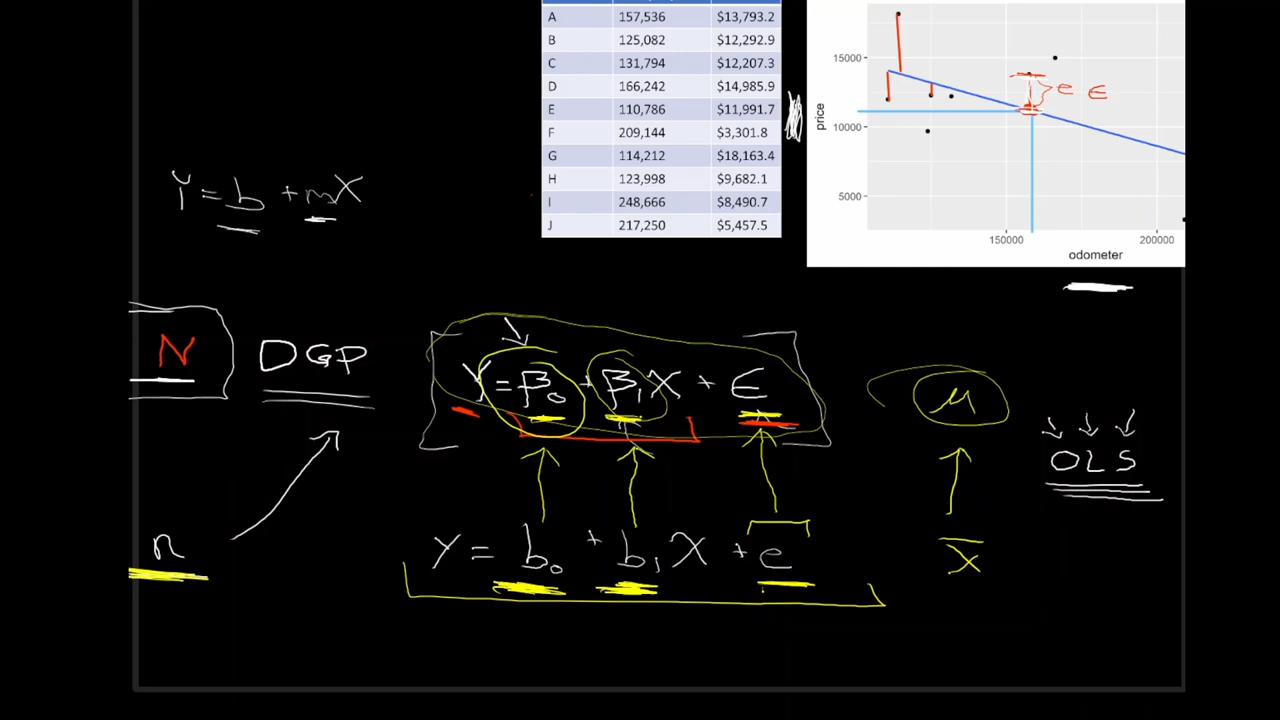 A 157,536 $13,793.2
B 125,082 $12,292.9
C 131,794 $12,207.3
D 166,242 $14,985.9
E 110,786 $11,991.7
F 209,144 $3,301.8
G 114,212 $18,163.4
H 123,998 $9,682.1
I 248,666 $8,490.7
J 217,250 $5,457.5
15000
10000
5000
price
150000 200000
odometer
e ϵ
Y = b + mX
N DGP Y = β₀ + β₁X + ϵ μ
OLS
n Y = b₀ + b₁X + e x̄